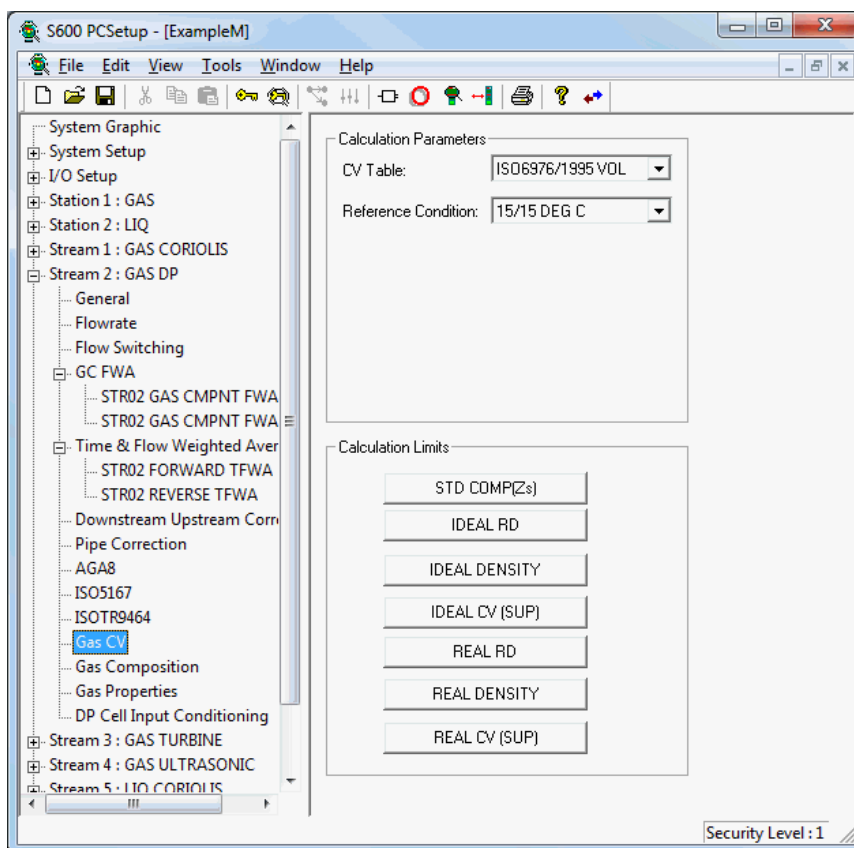 S600 PCSetup - [ExampleM]
File Edit View Tools Window Help
System Graphic
System Setup
I/O Setup
Station 1 : GAS
Station 2 : LIQ
Stream 1 : GAS CORIOLIS
Stream 2 : GAS DP
General
Flowrate
Flow Switching
GC FWA
STR02 GAS CMPNT FWA
STR02 GAS CMPNT FWA
Time & Flow Weighted Aver
STR02 FORWARD TFWA
STR02 REVERSE TFWA
Downstream Upstream Corr
Pipe Correction
AGA8
ISO5167
ISOTR9464
Gas CV
Gas Composition
Gas Properties
DP Cell Input Conditioning
Stream 3 : GAS TURBINE
Stream 4 : GAS ULTRASONIC
Stream 5 : LIQ CORIOLIS
Calculation Parameters
CV Table: ISO6976/1995 VOL
Reference Condition: 15/15 DEG C
Calculation Limits
STD COMP(Zs)
IDEAL RD
IDEAL DENSITY
IDEAL CV (SUP)
REAL RD
REAL DENSITY
REAL CV (SUP)
Security Level : 1